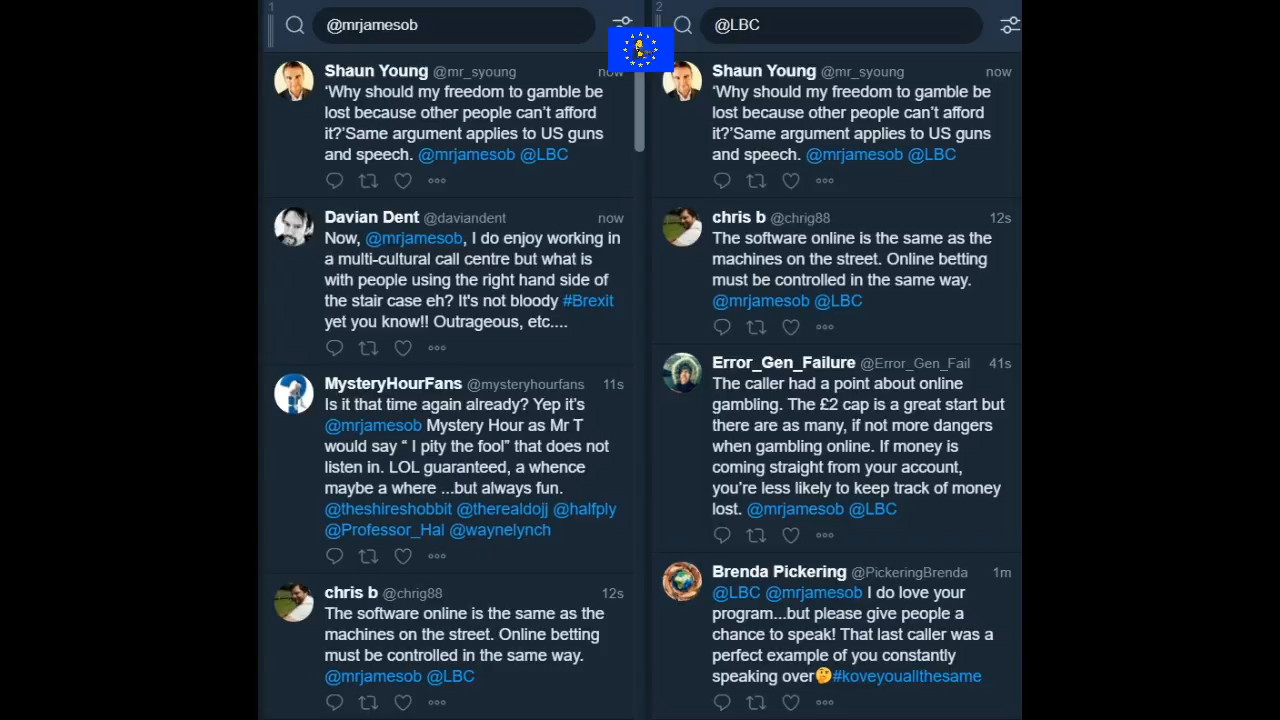 1
@mrjamesob
Shaun Young @mr_syoung now
‘Why should my freedom to gamble be
lost because other people can’t afford
it?’Same argument applies to US guns
and speech. @mrjamesob @LBC
Davian Dent @daviandent now
Now, @mrjamesob, I do enjoy working in
a multi-cultural call centre but what is
with people using the right hand side of
the stair case eh? It's not bloody #Brexit
yet you know!! Outrageous, etc....
MysteryHourFans @mysteryhourfans 11s
Is it that time again already? Yep it’s
@mrjamesob Mystery Hour as Mr T
would say “ I pity the fool” that does not
listen in. LOL guaranteed, a whence
maybe a where ...but always fun.
@theshireshobbit @therealdojj @halfply
@Professor_Hal @waynelynch
chris b @chrig88 12s
The software online is the same as the
machines on the street. Online betting
must be controlled in the same way.
@mrjamesob @LBC
2
@LBC
Shaun Young @mr_syoung now
‘Why should my freedom to gamble be
lost because other people can’t afford
it?’Same argument applies to US guns
and speech. @mrjamesob @LBC
chris b @chrig88 12s
The software online is the same as the
machines on the street. Online betting
must be controlled in the same way.
@mrjamesob @LBC
Error_Gen_Failure @Error_Gen_Fail 41s
The caller had a point about online
gambling. The £2 cap is a great start but
there are as many, if not more dangers
when gambling online. If money is
coming straight from your account,
you’re less likely to keep track of money
lost. @mrjamesob @LBC
Brenda Pickering @PickeringBrenda 1m
@LBC @mrjamesob I do love your
program...but please give people a
chance to speak! That last caller was a
perfect example of you constantly
speaking over🤔#koveyouallthesame